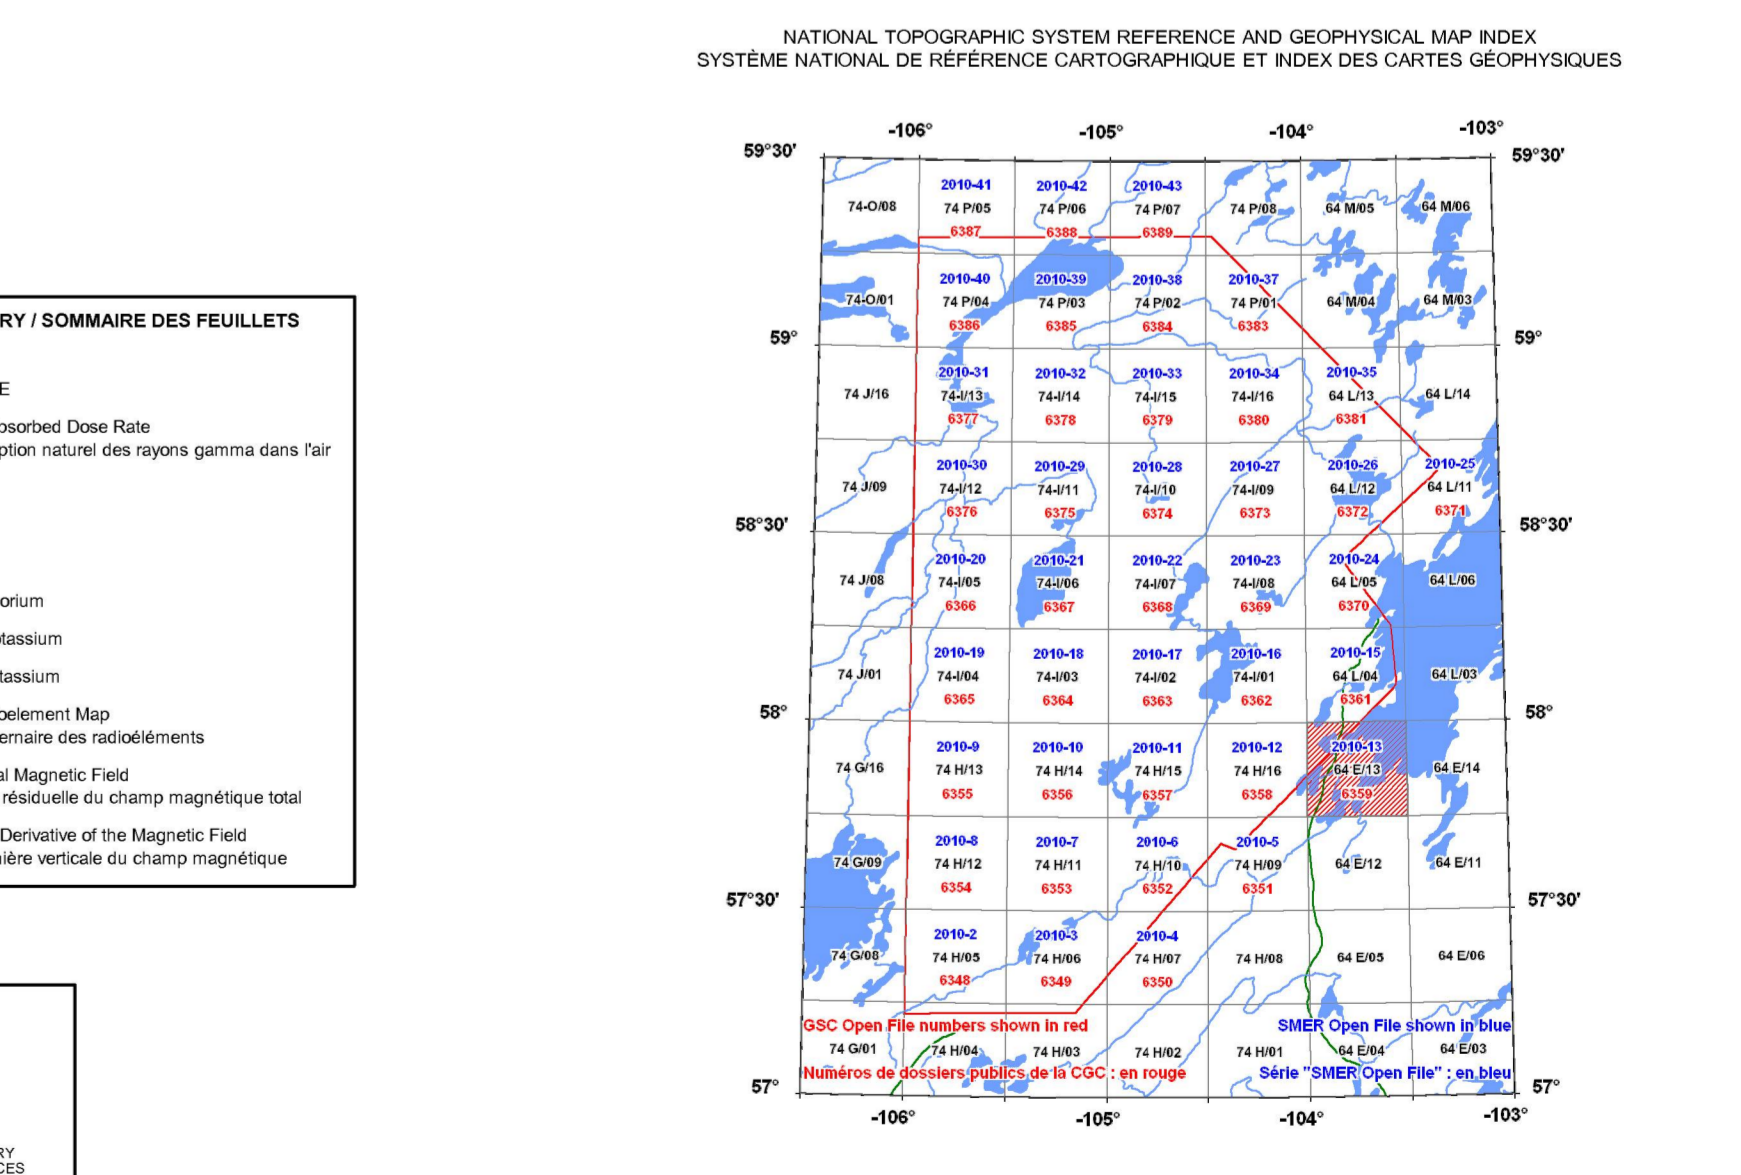 NATIONAL TOPOGRAPHIC SYSTEM REFERENCE AND GEOPHYSICAL MAP INDEX
SYSTÈME NATIONAL DE RÉFÉRENCE CARTOGRAPHIQUE ET INDEX DES CARTES GÉOPHYSIQUES
-106° -105° -104° -103°
59°30' 59°30'
2010-41 2010-42 2010-43
74-O/08 74 P/05 74 P/06 74 P/07 74 P/08 64 M/05 64 M/06
6387 6388 6389
2010-40 2010-39 2010-38 2010-37
74-O/01 74 P/04 74 P/03 74 P/02 74 P/01 64 M/04 64 M/03
6386 6385 6384 6383
59° 59°
2010-31 2010-32 2010-33 2010-34 2010-35
74 J/16 74-I/13 74-I/14 74-I/15 74-I/16 64 L/13 64 L/14
6377 6378 6379 6380 6381
2010-30 2010-29 2010-28 2010-27 2010-26 2010-25
74 J/09 74-I/12 74-I/11 74-I/10 74-I/09 64 L/12 64 L/11
6376 6375 6374 6373 6372 6371
58°30' 58°30'
2010-20 2010-21 2010-22 2010-23 2010-24
74 J/08 74-I/05 74-I/06 74-I/07 74-I/08 64 L/05 64 L/06
6366 6367 6368 6369 6370
2010-19 2010-18 2010-17 2010-16 2010-15
74 J/01 74-I/04 74-I/03 74-I/02 74-I/01 64 L/04 64 L/03
6365 6364 6363 6362 6361
58° 58°
2010-9 2010-10 2010-11 2010-12 2010-13
74 G/16 74 H/13 74 H/14 74 H/15 74 H/16 64 E/13 64 E/14
6355 6356 6357 6358 6359
2010-8 2010-7 2010-6 2010-5
74 G/09 74 H/12 74 H/11 74 H/10 74 H/09 64 E/12 64 E/11
6354 6353 6352 6351
57°30' 57°30'
2010-2 2010-3 2010-4
74 G/08 74 H/05 74 H/06 74 H/07 74 H/08 64 E/05 64 E/06
6348 6349 6350
GSC Open File numbers shown in red SMER Open File shown in blue
74 G/01 74 H/04 74 H/03 74 H/02 74 H/01 64 E/04 64 E/03
Numéros de dossiers publics de la CGC : en rouge Série "SMER Open File" : en bleu
57° 57°
-106° -105° -104° -103°
RY / SOMMAIRE DES FEUILLETS
E
bsorbed Dose Rate
ption naturel des rayons gamma dans l'air
orium
otassium
tassium
oelement Map
ernaire des radioéléments
al Magnetic Field
résiduelle du champ magnétique total
Derivative of the Magnetic Field
nière verticale du champ magnétique
RY
CES